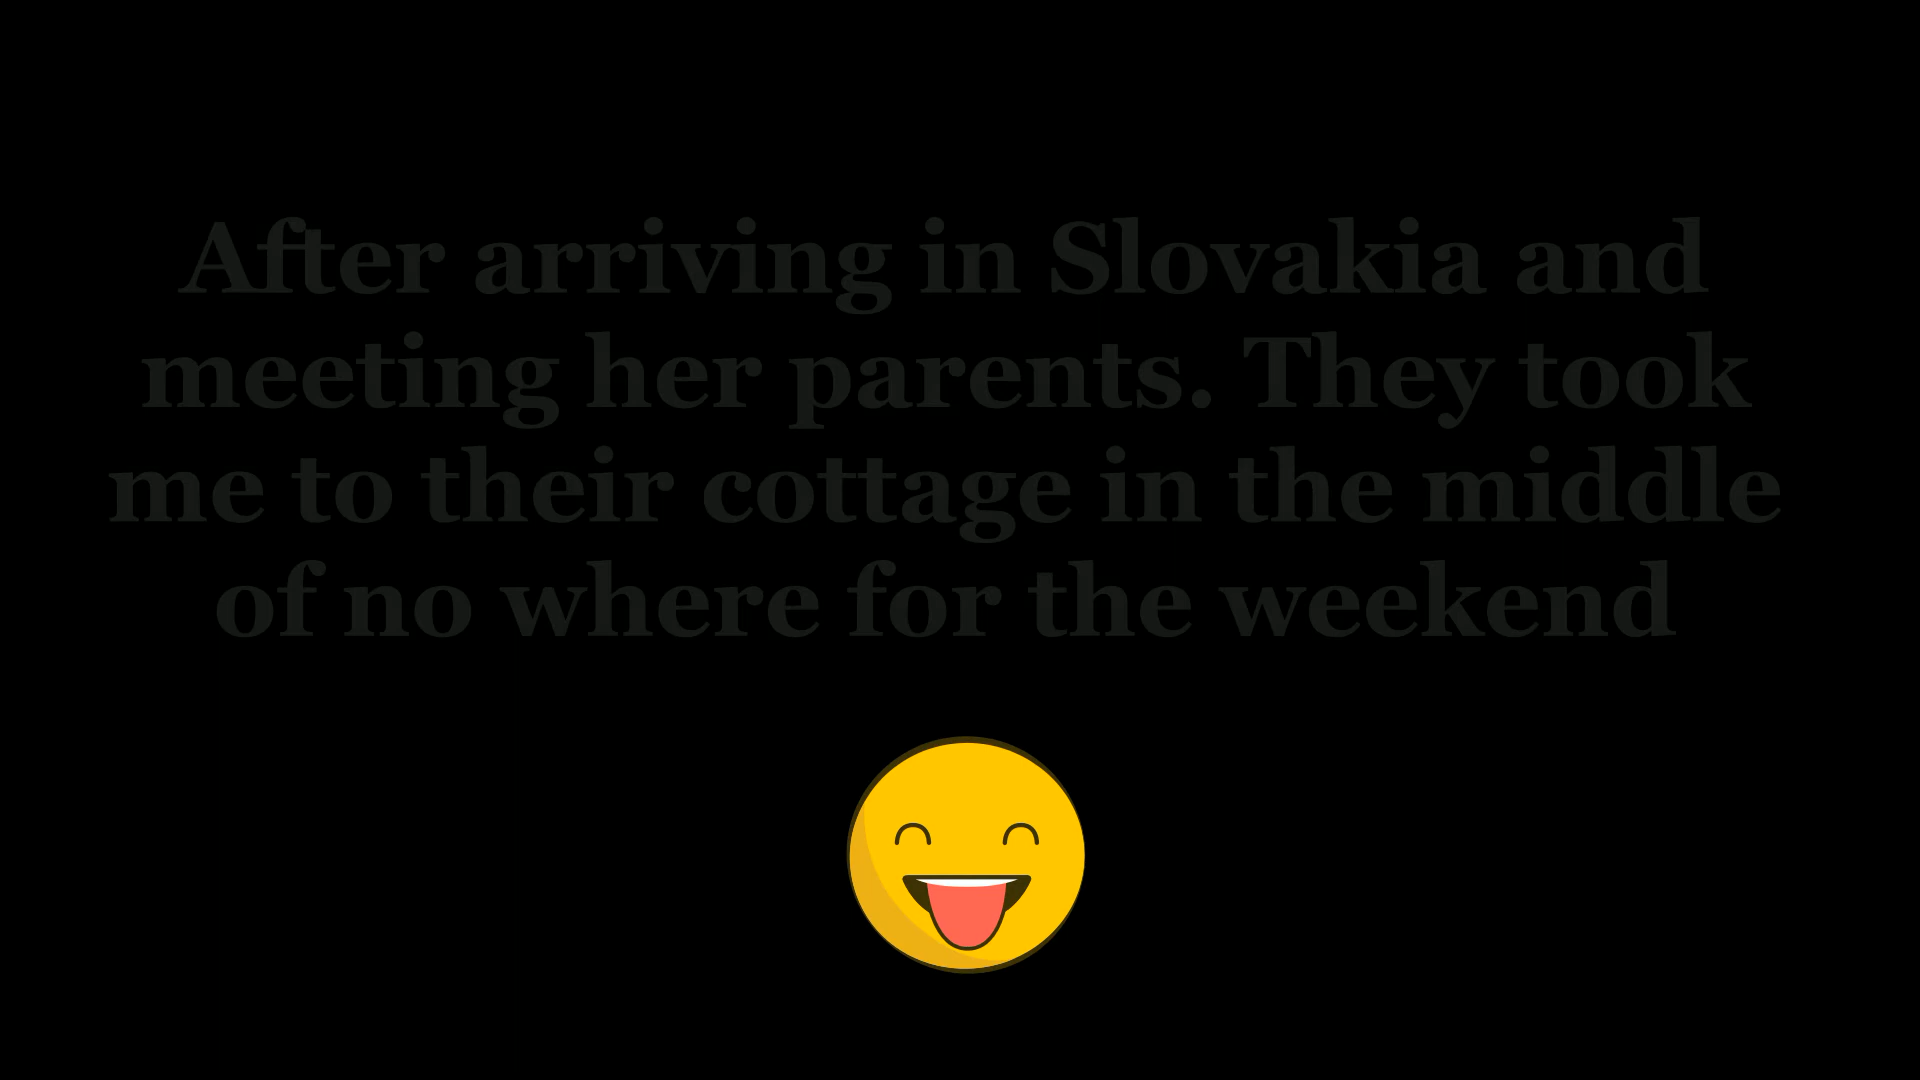 After arriving in Slovakia and
meeting her parents. They took
me to their cottage in the middle
of no where for the weekend